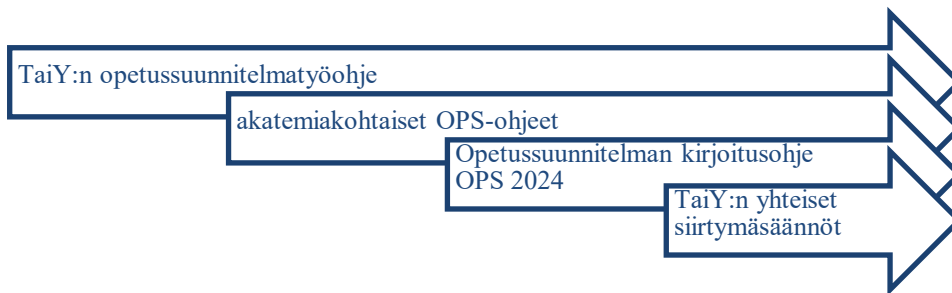 TaiY:n opetussuunnitelmatyöohje
akatemiakohtaiset OPS-ohjeet
Opetussuunnitelman kirjoitusohje
OPS 2024
TaiY:n yhteiset
siirtymäsäännöt